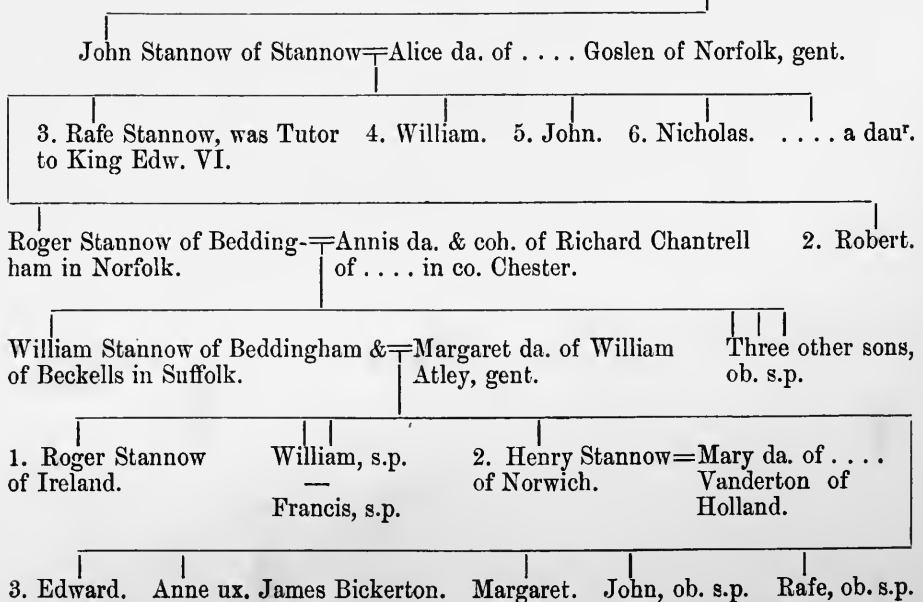 John Stannow of Stannow=Alice da. of . . . . Goslen of Norfolk, gent.
3. Rafe Stannow, was Tutor to King Edw. VI.
4. William.
5. John.
6. Nicholas.
. . . . a dauʳ.
Roger Stannow of Bedding-ham in Norfolk.=Annis da. & coh. of Richard Chantrell of . . . . in co. Chester.
2. Robert.
William Stannow of Beddingham & of Beckells in Suffolk.=Margaret da. of William Atley, gent.
Three other sons, ob. s.p.
1. Roger Stannow of Ireland.
William, s.p.
—
Francis, s.p.
2. Henry Stannow of Norwich.=Mary da. of . . . . Vanderton of Holland.
3. Edward.
Anne ux. James Bickerton.
Margaret.
John, ob. s.p.
Rafe, ob. s.p.